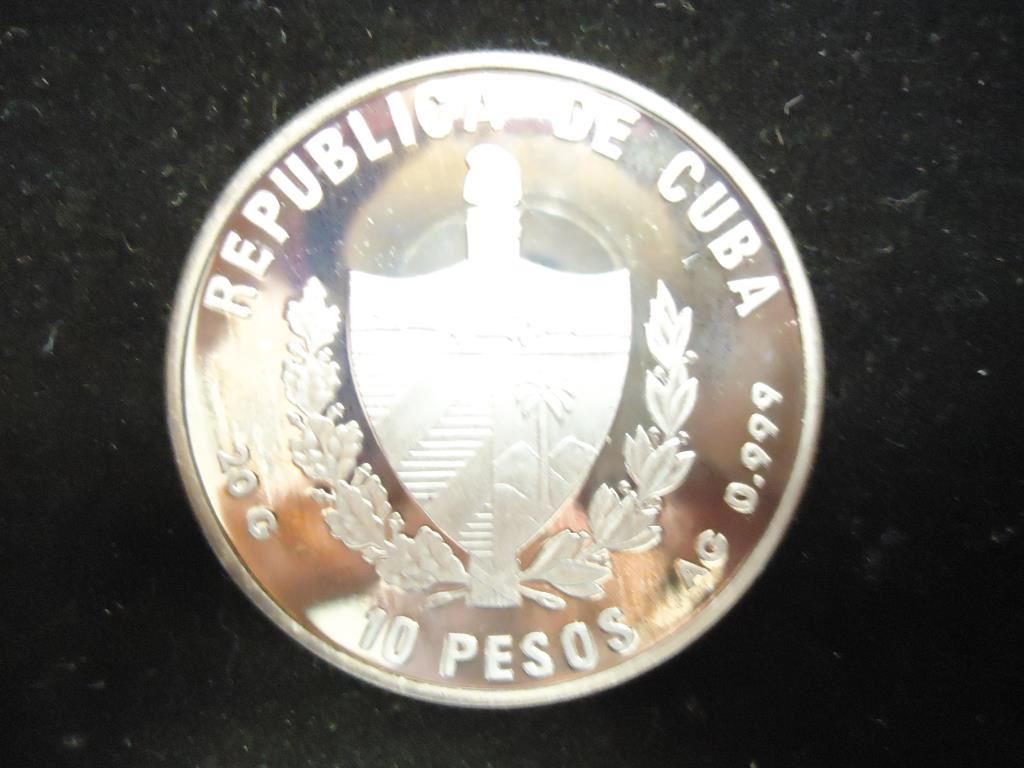 REPUBLICA DE CUBA
20 G
AG 0.999
10 PESOS